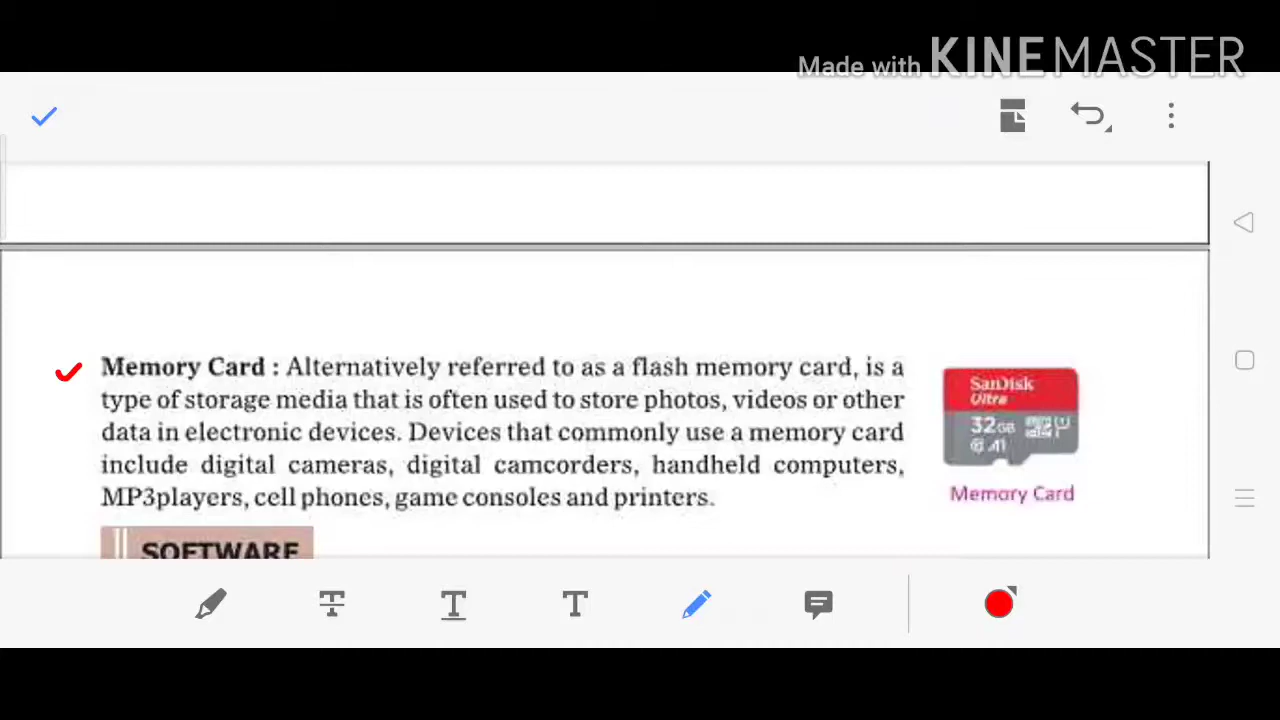 Made with KINEMASTER
Memory Card : Alternatively referred to as a flash memory card, is a
type of storage media that is often used to store photos, videos or other
data in electronic devices. Devices that commonly use a memory card
include digital cameras, digital camcorders, handheld computers,
MP3players, cell phones, game consoles and printers.
SanDisk
Ultra
32GB
A1
Memory Card
SOFTWARE